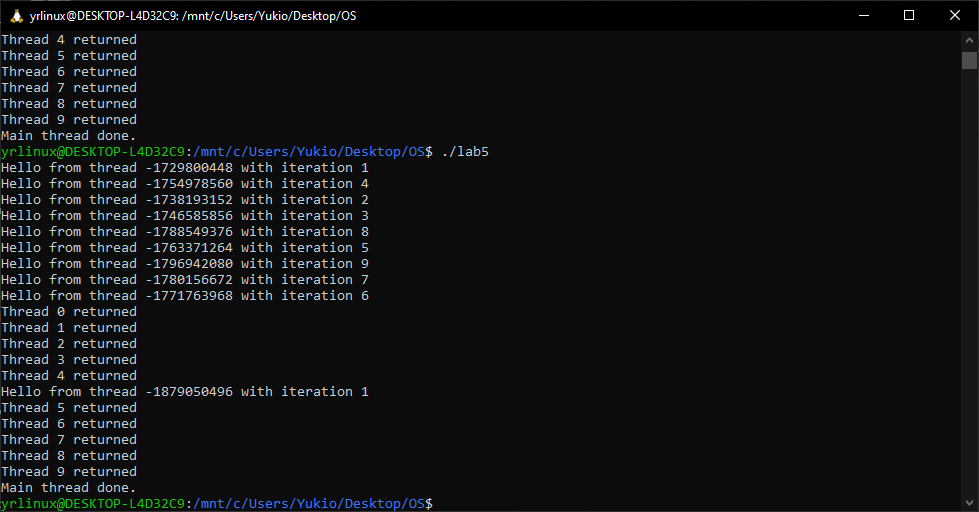 yrlinux@DESKTOP-L4D32C9: /mnt/c/Users/Yukio/Desktop/OS
Thread 4 returned
Thread 5 returned
Thread 6 returned
Thread 7 returned
Thread 8 returned
Thread 9 returned
Main thread done.
yrlinux@DESKTOP-L4D32C9:/mnt/c/Users/Yukio/Desktop/OS$ ./lab5
Hello from thread -1729800448 with iteration 1
Hello from thread -1754978560 with iteration 4
Hello from thread -1738193152 with iteration 2
Hello from thread -1746585856 with iteration 3
Hello from thread -1788549376 with iteration 8
Hello from thread -1763371264 with iteration 5
Hello from thread -1796942080 with iteration 9
Hello from thread -1780156672 with iteration 7
Hello from thread -1771763968 with iteration 6
Thread 0 returned
Thread 1 returned
Thread 2 returned
Thread 3 returned
Thread 4 returned
Hello from thread -1879050496 with iteration 1
Thread 5 returned
Thread 6 returned
Thread 7 returned
Thread 8 returned
Thread 9 returned
Main thread done.
yrlinux@DESKTOP-L4D32C9:/mnt/c/Users/Yukio/Desktop/OS$